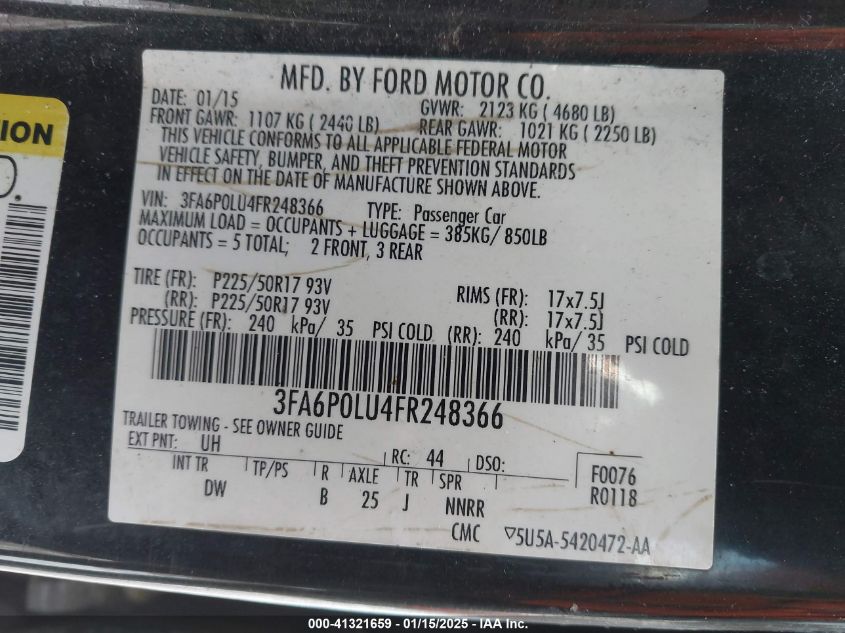 MFD. BY FORD MOTOR CO.
DATE: 01/15 GVWR: 2123 KG ( 4680 LB)
FRONT GAWR: 1107 KG ( 2440 LB) REAR GAWR: 1021 KG ( 2250 LB)
THIS VEHICLE CONFORMS TO ALL APPLICABLE FEDERAL MOTOR
VEHICLE SAFETY, BUMPER, AND THEFT PREVENTION STANDARDS
IN EFFECT ON THE DATE OF MANUFACTURE SHOWN ABOVE.
VIN: 3FA6P0LU4FR248366 TYPE: Passenger Car
MAXIMUM LOAD = OCCUPANTS + LUGGAGE = 385KG/ 850LB
OCCUPANTS = 5 TOTAL; 2 FRONT, 3 REAR
TIRE (FR): P225/50R17 93V RIMS (FR): 17x7.5J
(RR): P225/50R17 93V (RR): 17x7.5J
PRESSURE (FR): 240 kPa/ 35 PSI COLD (RR): 240 kPa/ 35 PSI COLD
3FA6P0LU4FR248366
TRAILER TOWING - SEE OWNER GUIDE
EXT PNT: UH RC: 44 DSO: F0076
INT TR TP/PS R AXLE TR SPR R0118
DW B 25 J NNRR
CMC ▽5U5A-5420472-AA
TION
000-41321659 - 01/15/2025 - IAA Inc.